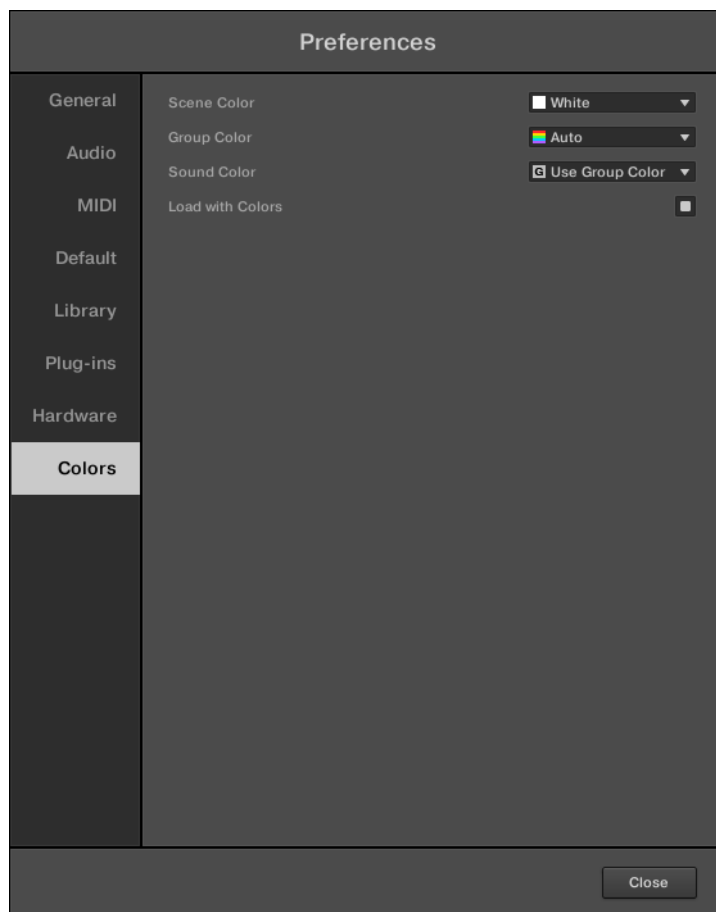 Preferences
General
Audio
MIDI
Default
Library
Plug-ins
Hardware
Colors
Scene Color White
Group Color Auto
Sound Color G Use Group Color
Load with Colors
Close